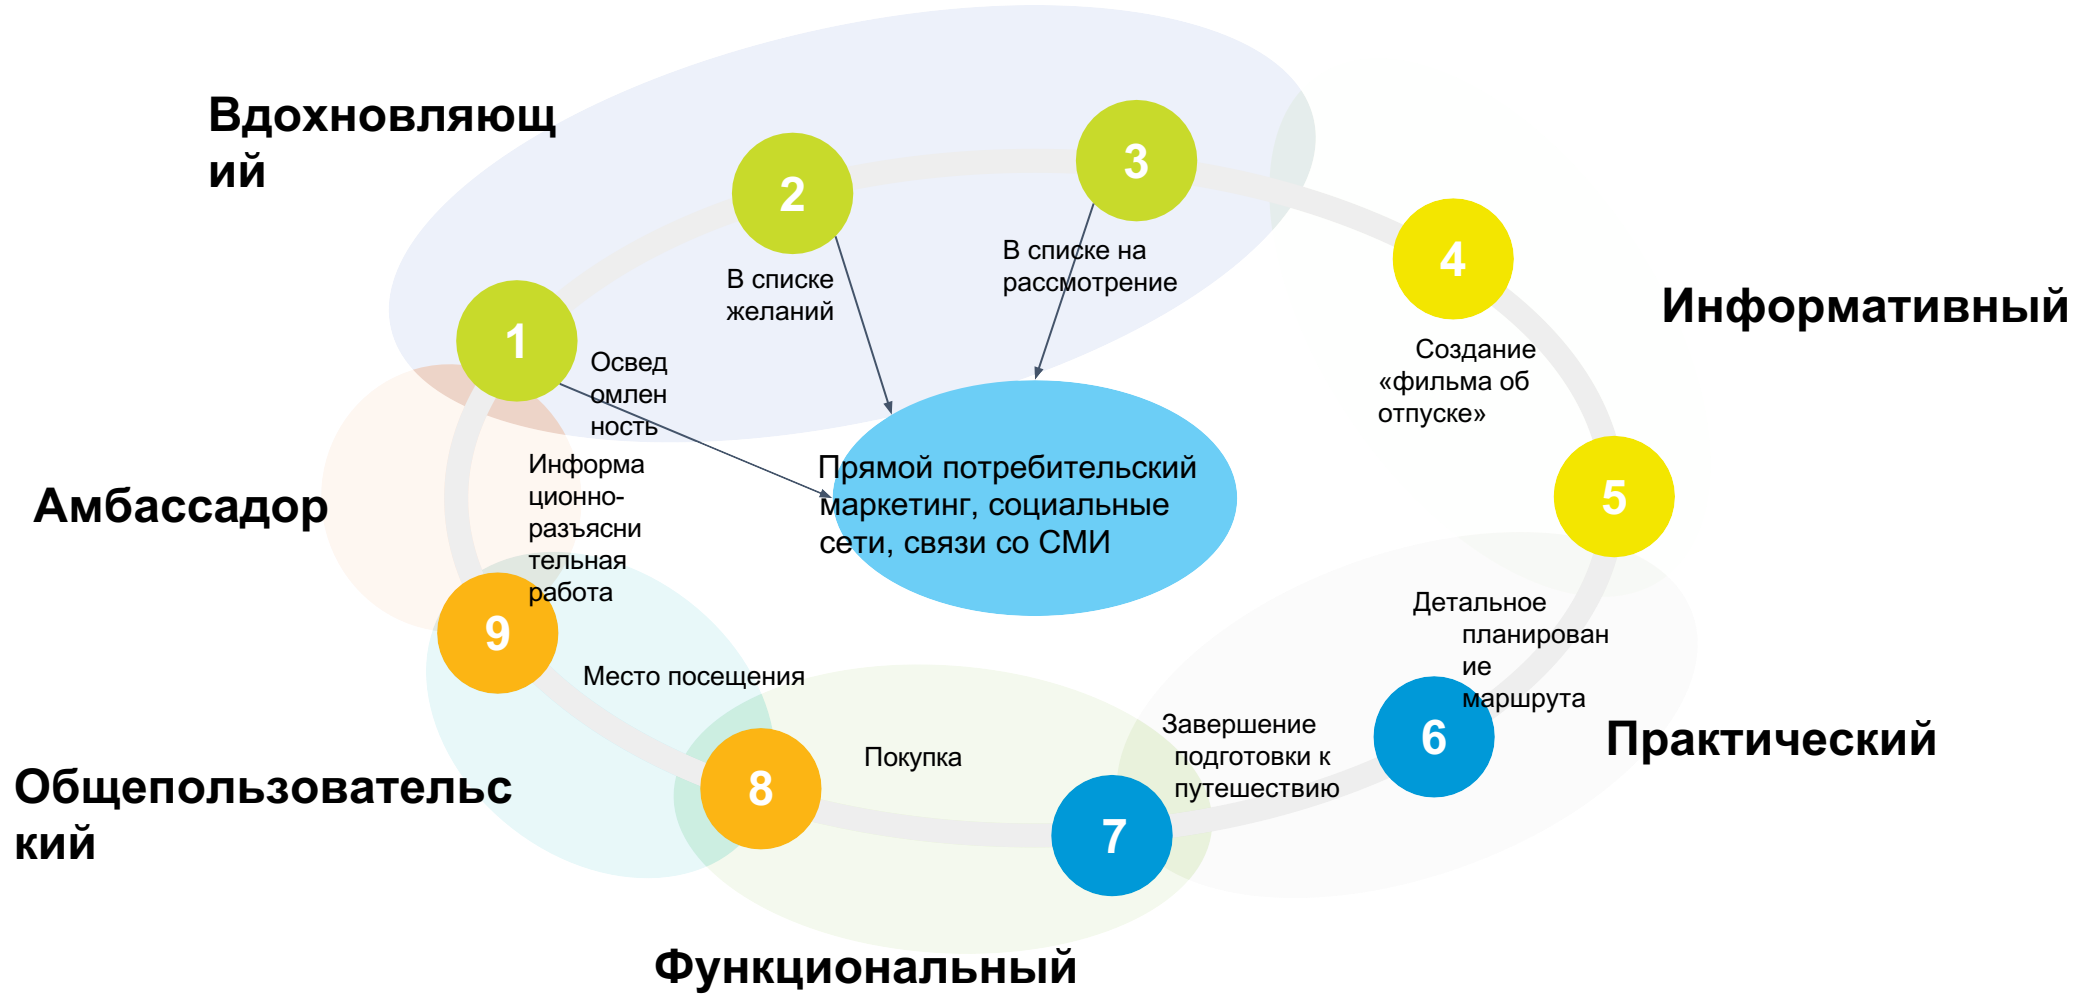 Вдохновляющ
ий
1
2
3
4
5
6
7
8
9
Освед
омлен
ность
В списке
желаний
В списке на
рассмотрение
Создание
«фильма об
отпуске»
Информативный
Прямой потребительский
маркетинг, социальные
сети, связи со СМИ
Амбассадор
Информа
ционно-
разъясни
тельная
работа
Детальное
планирован
ие
маршрута
Практический
Завершение
подготовки к
путешествию
Покупка
Место посещения
Общепользовательс
кий
Функциональный